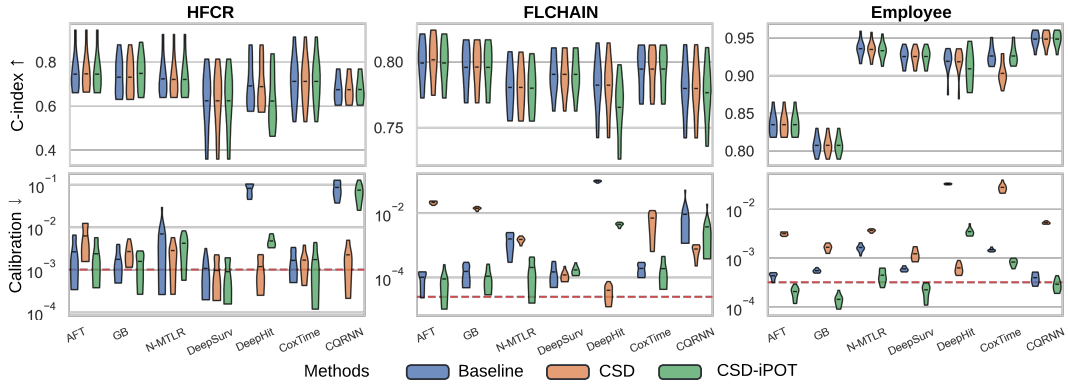 HFCR
FLCHAIN
Employee
C-index ↑
0.8
0.6
0.4
0.80
0.75
0.95
0.90
0.85
0.80
Calibration ↓
10⁻¹
10⁻²
10⁻³
10⁻⁴
10⁻²
10⁻⁴
10⁻²
10⁻³
10⁻⁴
AFT GB N-MTLR DeepSurv DeepHit CoxTime CQRNN
AFT GB N-MTLR DeepSurv DeepHit CoxTime CQRNN
AFT GB N-MTLR DeepSurv DeepHit CoxTime CQRNN
Methods Baseline CSD CSD-iPOT